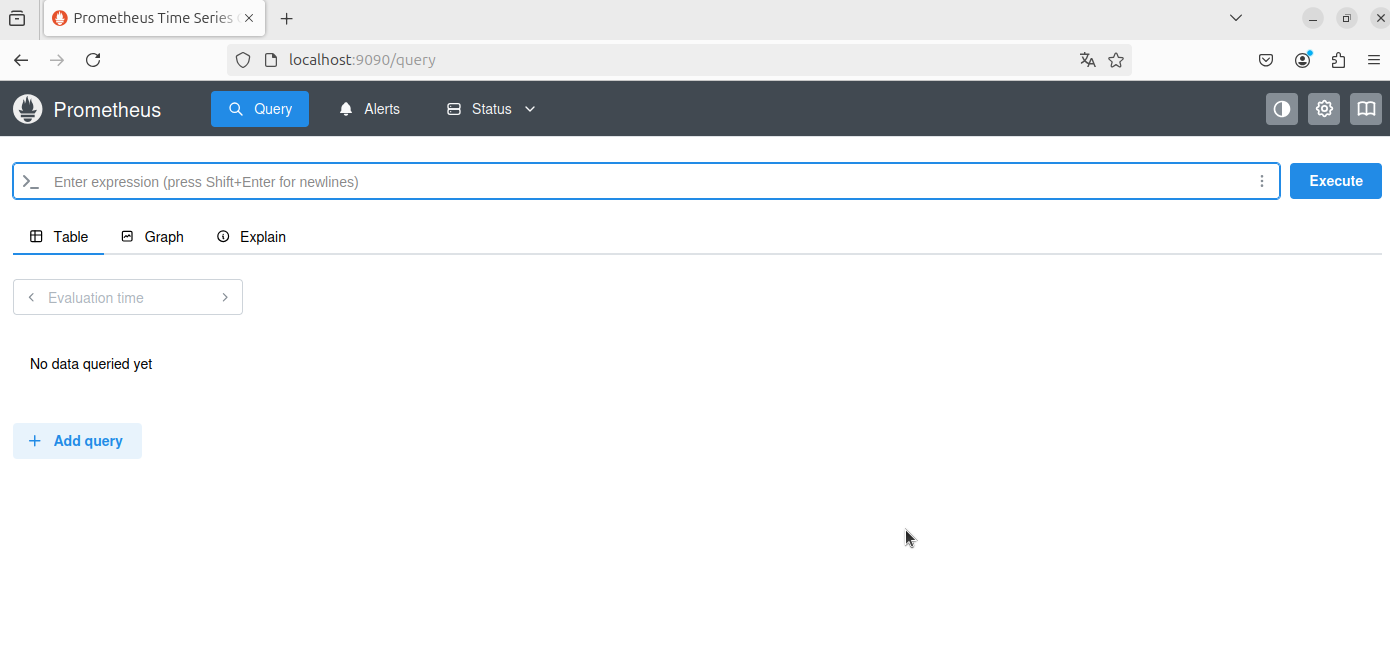 Prometheus Time Series
localhost:9090/query
Prometheus
Query
Alerts
Status
Enter expression (press Shift+Enter for newlines)
Execute
Table
Graph
Explain
Evaluation time
No data queried yet
Add query